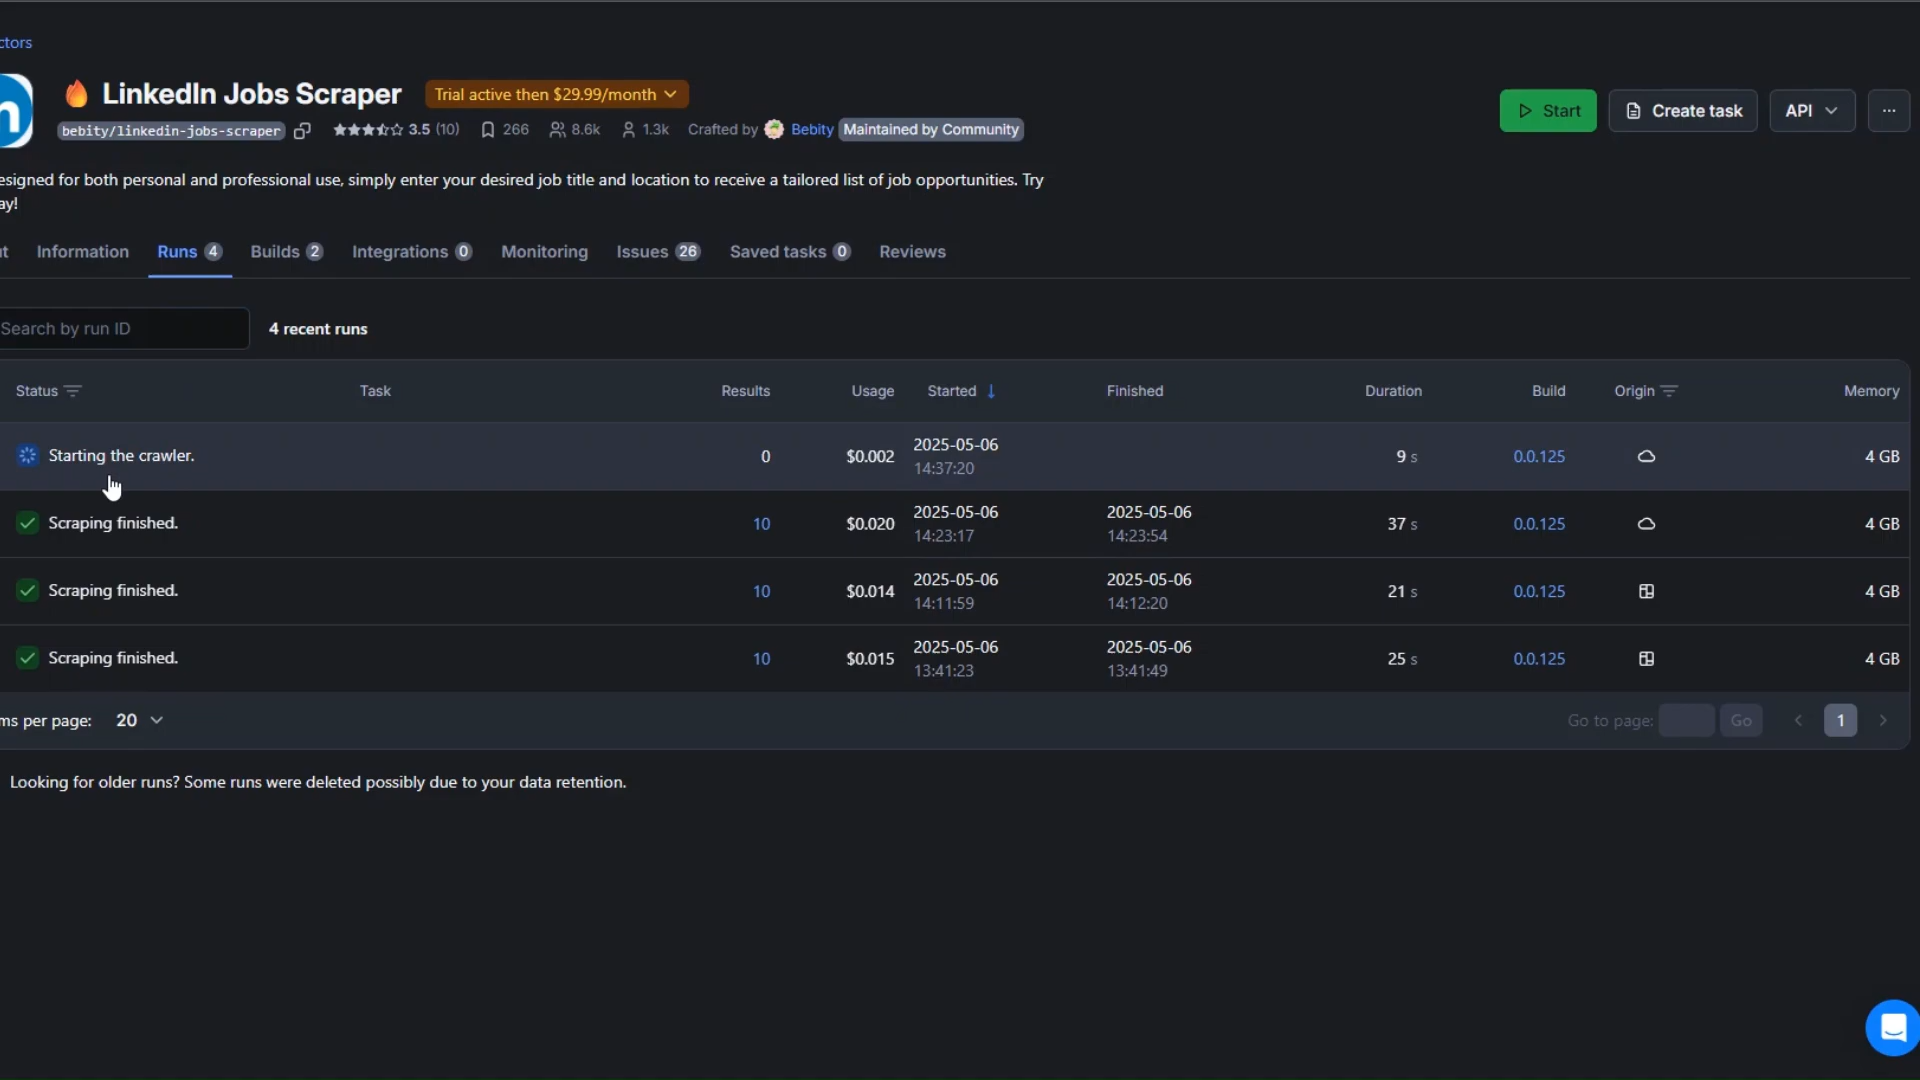 ctors
LinkedIn Jobs Scraper
Trial active then $29.99/month
Start
Create task
API
bebity/linkedin-jobs-scraper
3.5 (10)
266
8.6k
1.3k
Crafted by
Bebity
Maintained by Community
esigned for both personal and professional use, simply enter your desired job title and location to receive a tailored list of job opportunities. Try
ay!
t
Information
Runs 4
Builds 2
Integrations 0
Monitoring
Issues 26
Saved tasks 0
Reviews
Search by run ID
4 recent runs
Status
Task
Results
Usage
Started
Finished
Duration
Build
Origin
Memory
Starting the crawler.
0
$0.002
2025-05-06
14:37:20
9 s
0.0.125
4 GB
Scraping finished.
10
$0.020
2025-05-06
14:23:17
2025-05-06
14:23:54
37 s
0.0.125
4 GB
Scraping finished.
10
$0.014
2025-05-06
14:11:59
2025-05-06
14:12:20
21 s
0.0.125
4 GB
Scraping finished.
10
$0.015
2025-05-06
13:41:23
2025-05-06
13:41:49
25 s
0.0.125
4 GB
ms per page:
20
Go to page:
Go
1
Looking for older runs? Some runs were deleted possibly due to your data retention.